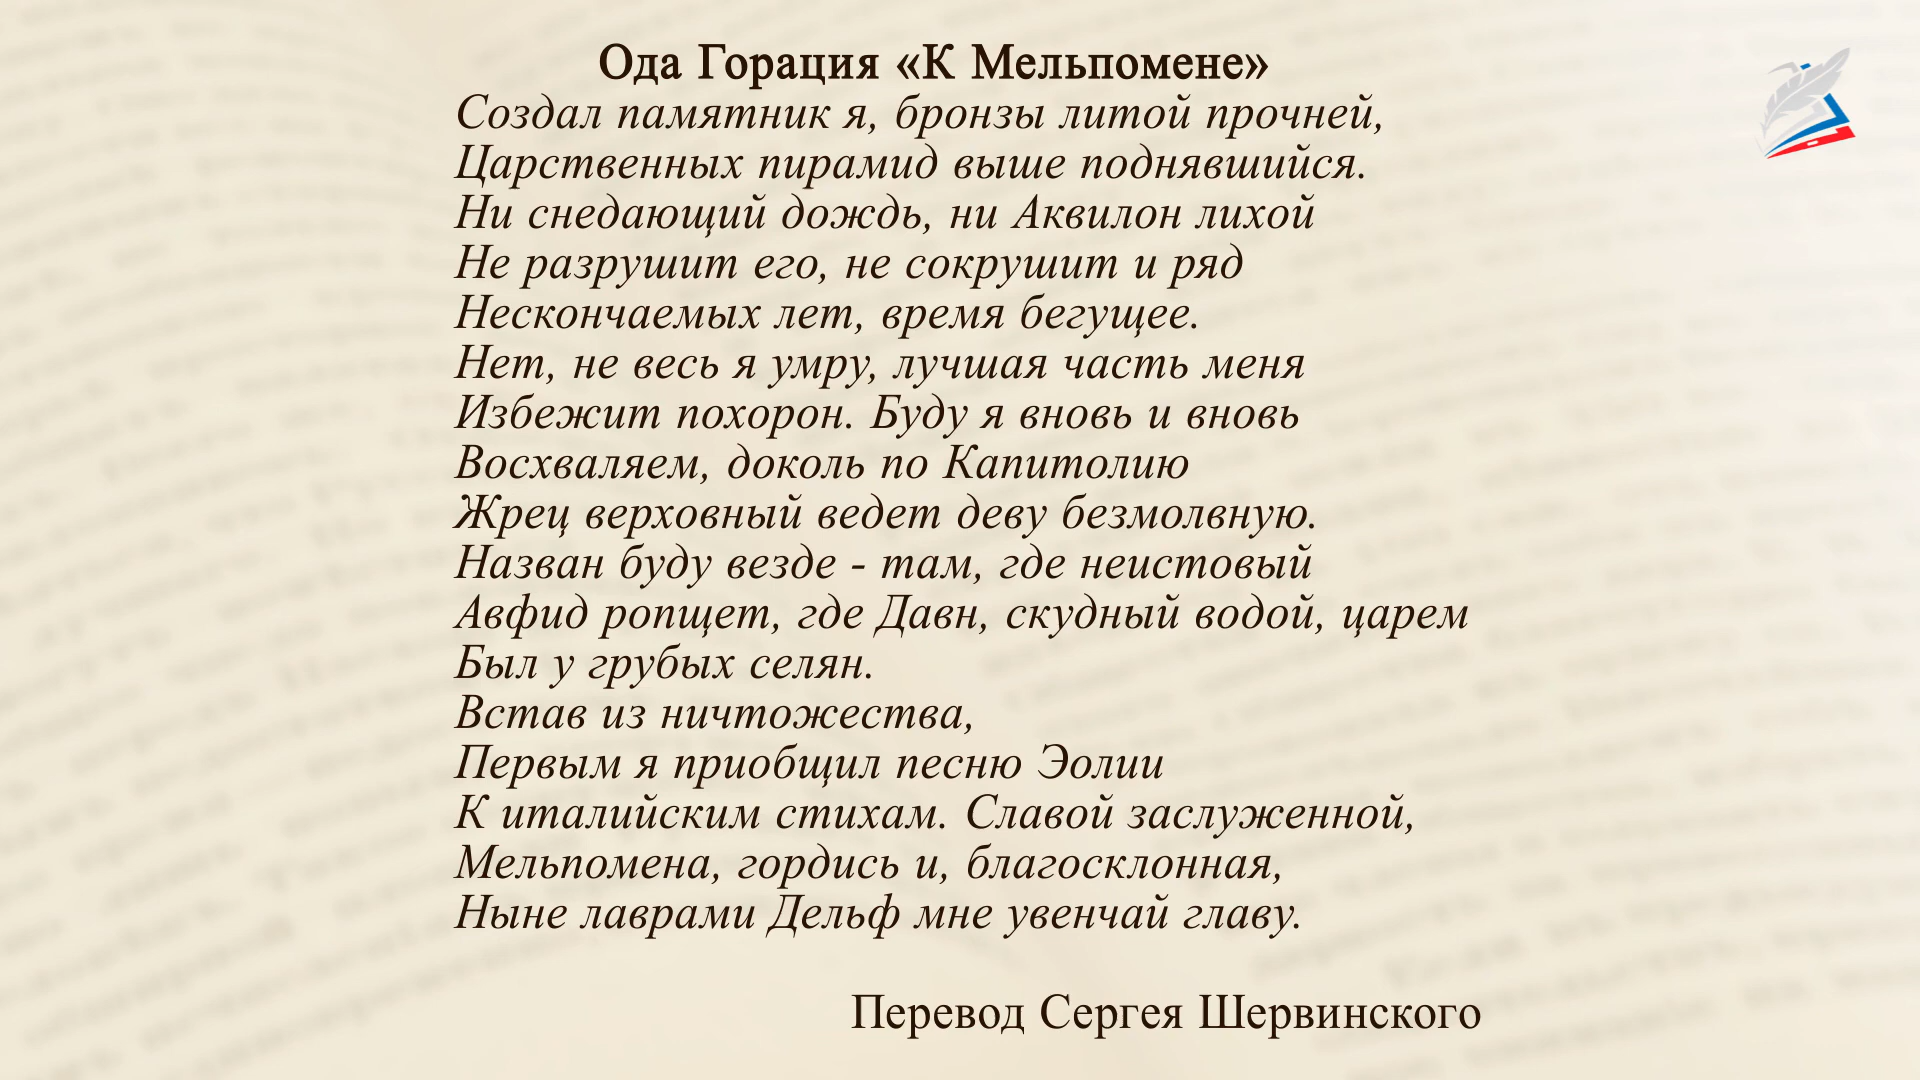 Ода Горация «К Мельпомене»
Создал памятник я, бронзы литой прочней,
Царственных пирамид выше поднявшийся.
Ни снедающий дождь, ни Аквилон лихой
Не разрушит его, не сокрушит и ряд
Нескончаемых лет, время бегущее.
Нет, не весь я умру, лучшая часть меня
Избежит похорон. Буду я вновь и вновь
Восхваляем, доколь по Капитолию
Жрец верховный ведет деву безмолвную.
Назван буду везде - там, где неистовый
Авфид ропщет, где Давн, скудный водой, царем
Был у грубых селян.
Встав из ничтожества,
Первым я приобщил песню Эолии
К италийским стихам. Славой заслуженной,
Мельпомена, гордись и, благосклонная,
Ныне лаврами Дельф мне увенчай главу.
Перевод Сергея Шервинского